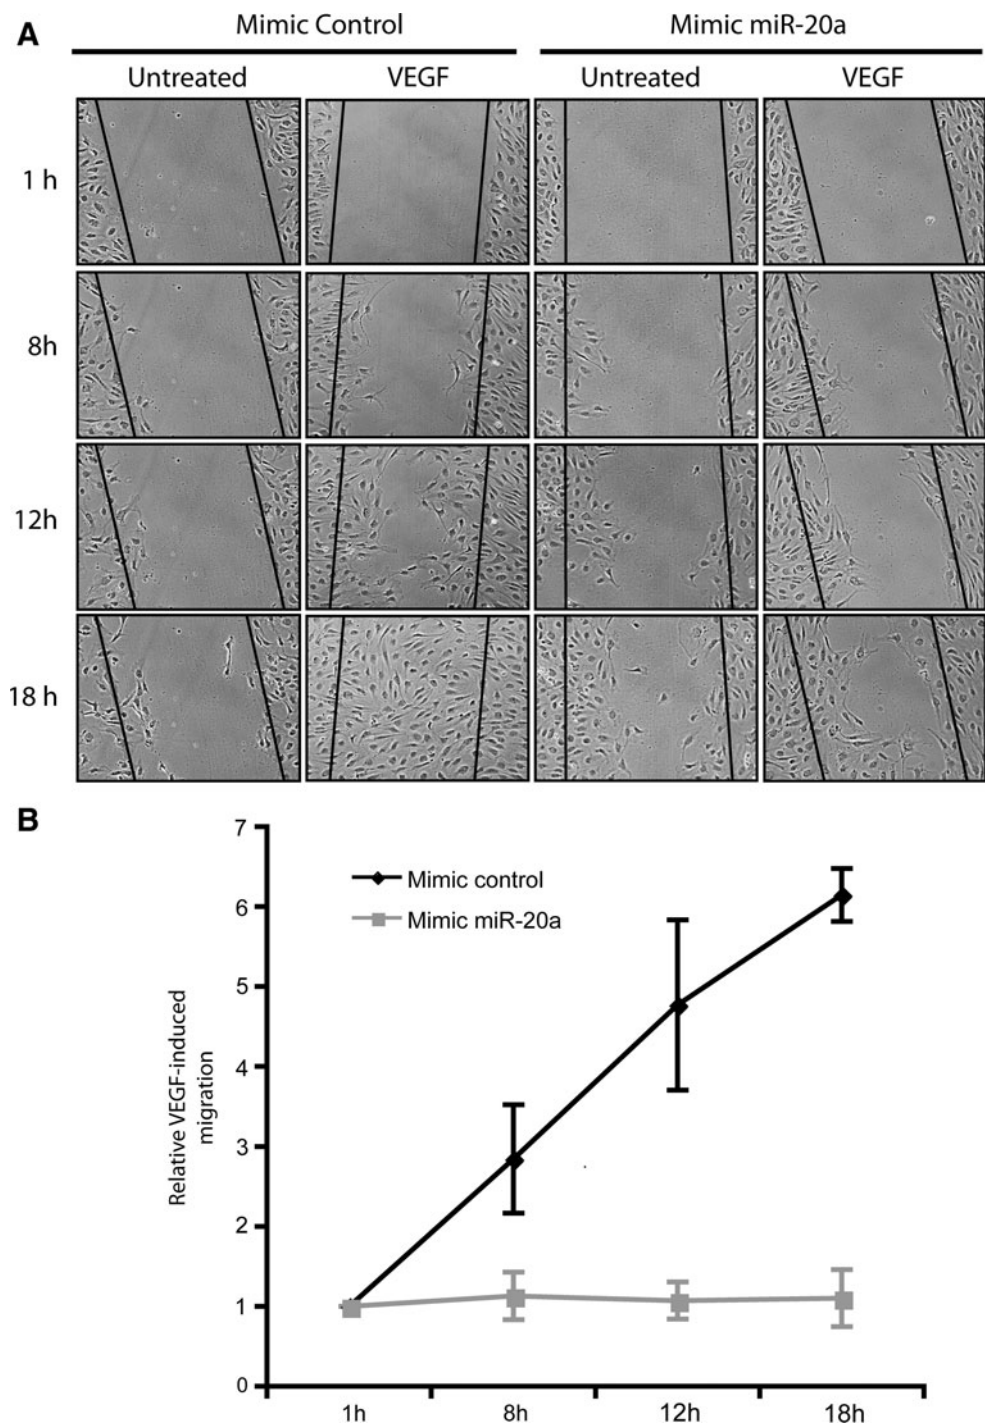 A
Mimic Control
Mimic miR-20a
Untreated
VEGF
Untreated
VEGF
1 h
8h
12h
18 h
B
7
6
5
4
3
2
1
0
Mimic control
Mimic miR-20a
Relative VEGF-induced
migration
1h
8h
12h
18h